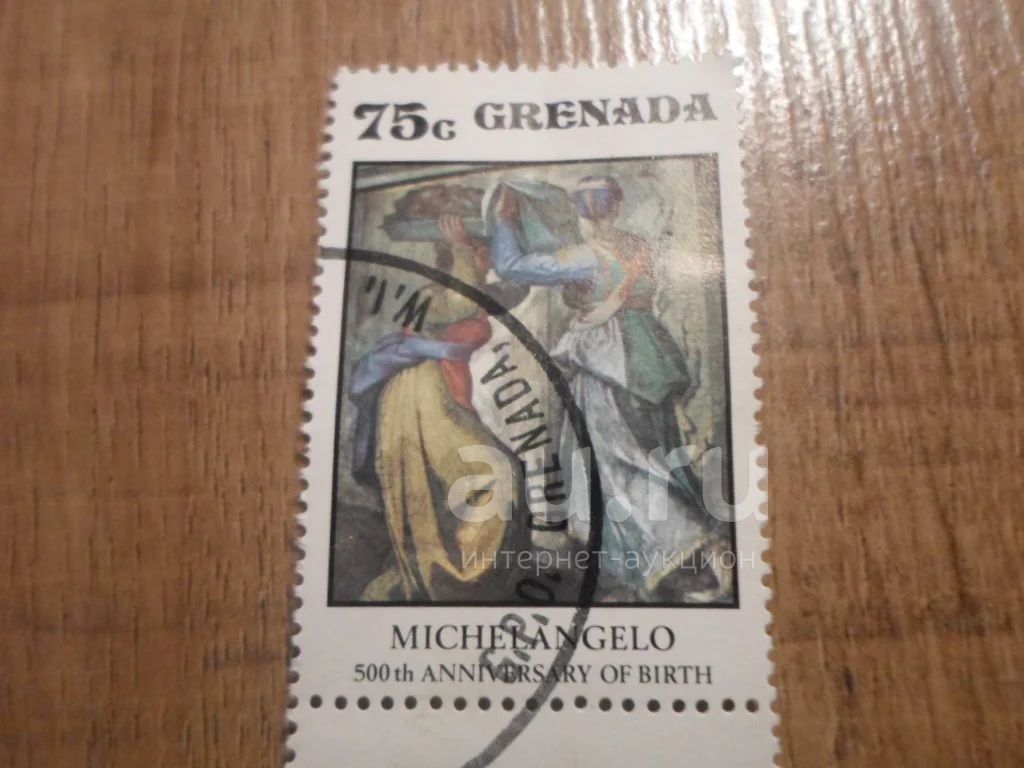 75c GRENADA
W.I.
G.P.O. GRENADA,
au.ru
интернет-аукцион
MICHELANGELO
500th ANNIVERSARY OF BIRTH